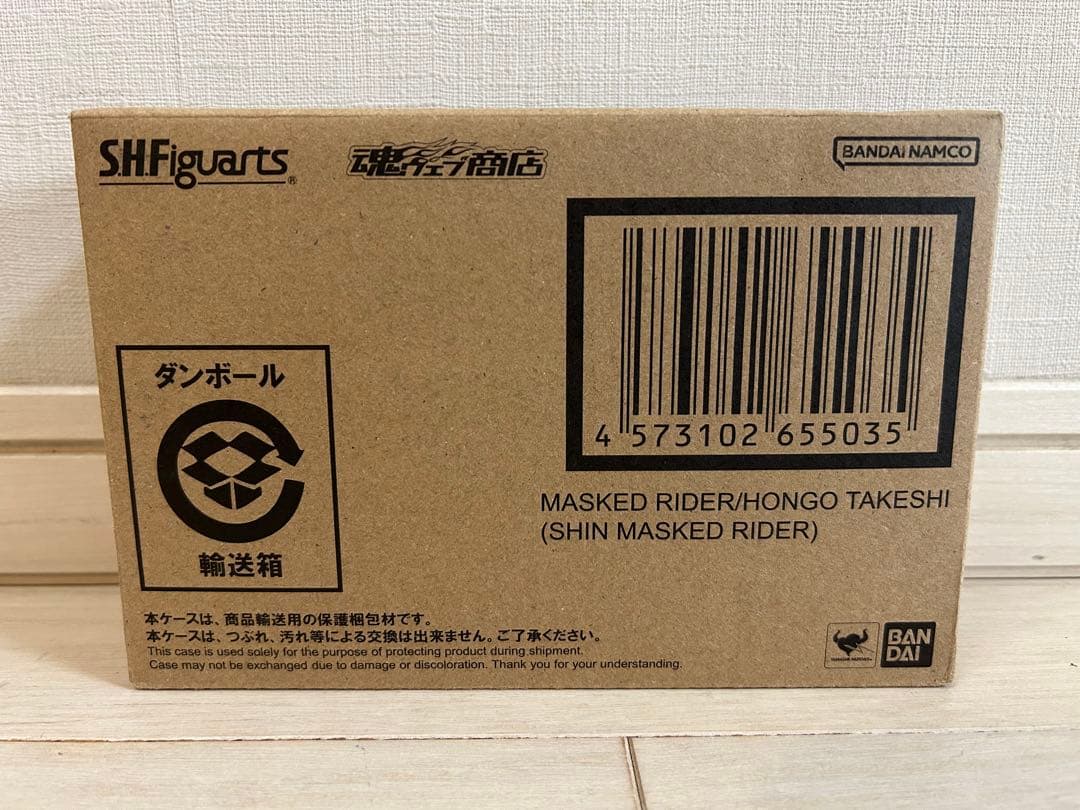 S.H.Figuarts®
魂ウェブ商店
BANDAI NAMCO
4 573102 655035
MASKED RIDER/HONGO TAKESHI
(SHIN MASKED RIDER)
ダンボール
輸送箱
本ケースは、商品輸送用の保護梱包材です。
本ケースは、つぶれ、汚れ等による交換は出来ません。ご了承ください。
This case is used solely for the purpose of protecting product during shipment.
Case may not be exchanged due to damage or discoloration. Thank you for your understanding.
BAN
DAI